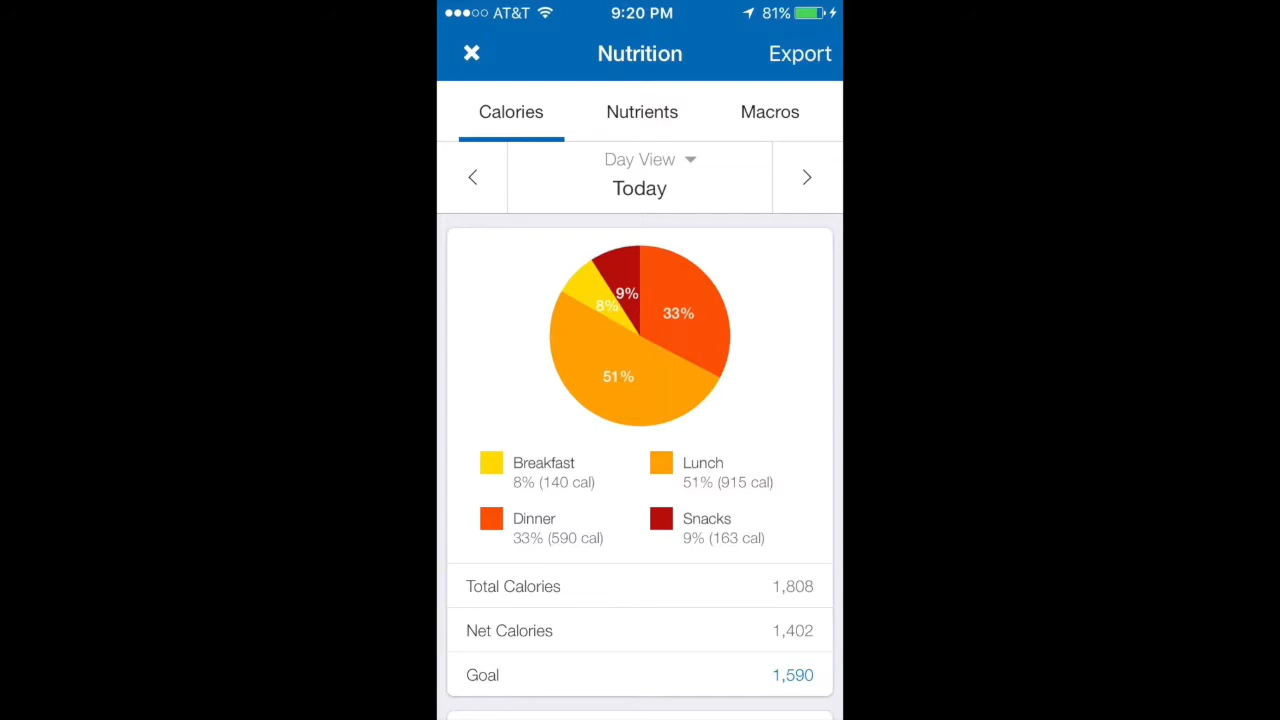 AT&T 9:20 PM 81%
Nutrition Export
Calories Nutrients Macros
Day View
Today
9%
8%
33%
51%
Breakfast Lunch
8% (140 cal) 51% (915 cal)
Dinner Snacks
33% (590 cal) 9% (163 cal)
Total Calories 1,808
Net Calories 1,402
Goal 1,590